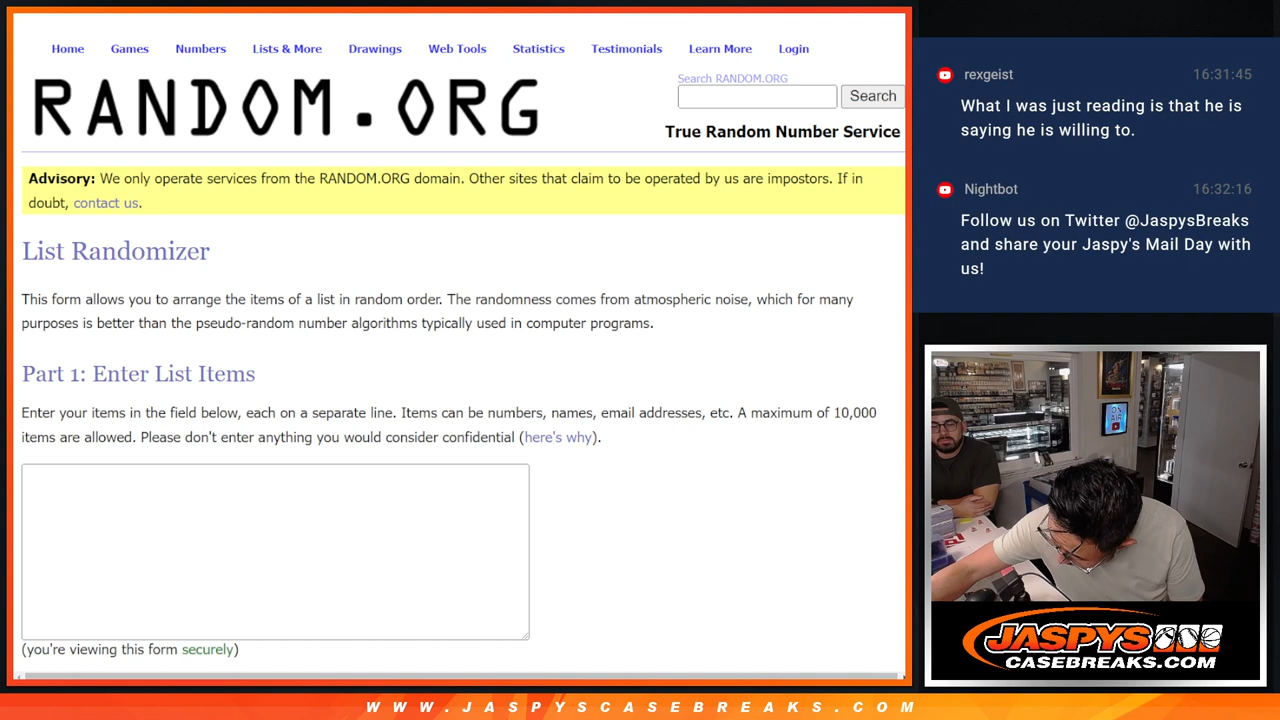 Home Games Numbers Lists & More Drawings Web Tools Statistics Testimonials Learn More Login
Search RANDOM.ORG
RANDOM.ORG
Search
True Random Number Service
Advisory: We only operate services from the RANDOM.ORG domain. Other sites that claim to be operated by us are impostors. If in
doubt, contact us.
List Randomizer
This form allows you to arrange the items of a list in random order. The randomness comes from atmospheric noise, which for many
purposes is better than the pseudo-random number algorithms typically used in computer programs.
Part 1: Enter List Items
Enter your items in the field below, each on a separate line. Items can be numbers, names, email addresses, etc. A maximum of 10,000
items are allowed. Please don't enter anything you would consider confidential (here's why).
(you're viewing this form securely)
rexgeist 16:31:45
What I was just reading is that he is
saying he is willing to.
Nightbot 16:32:16
Follow us on Twitter @JaspysBreaks
and share your Jaspy's Mail Day with
us!
ON
AIR
JASPYS
CASEBREAKS.COM
WWW.JASPYSCASEBREAKS.COM